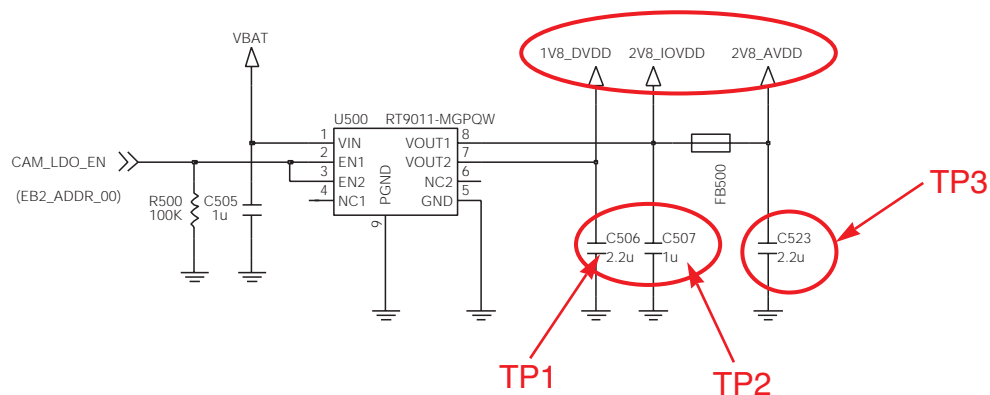 VBAT
1V8_DVDD 2V8_IOVDD 2V8_AVDD
U500 RT9011-MGPQW
1 VIN VOUT1 8
CAM_LDO_EN 2 EN1 VOUT2 7
3 EN2 NC2 6
4 NC1 GND 5
PGND
9
(EB2_ADDR_00)
R500
100K
C505
1u
FB500
C506
2.2u
C507
1u
C523
2.2u
TP3
TP1
TP2